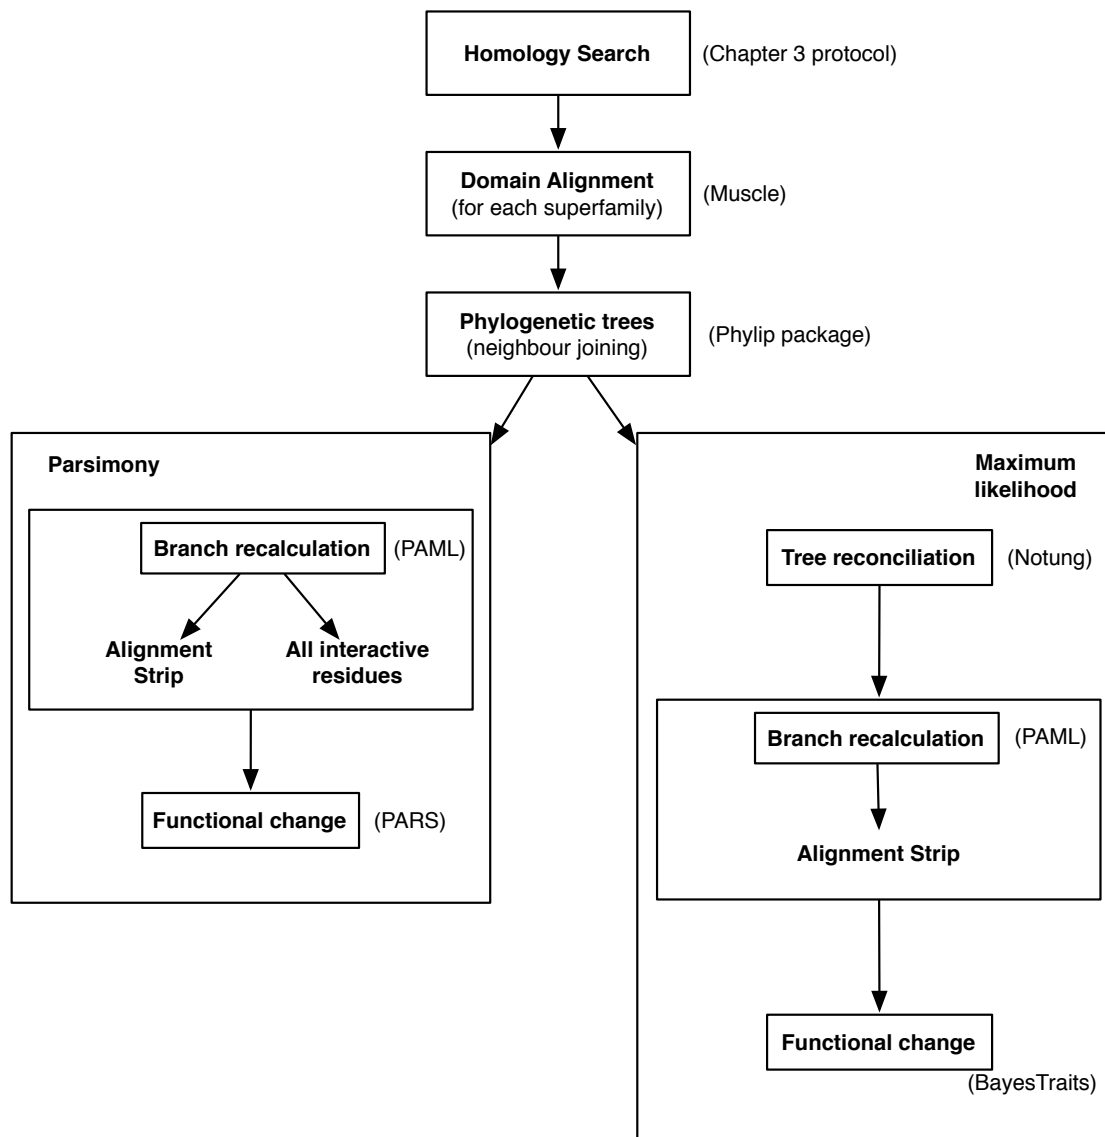 Homology Search (Chapter 3 protocol)
Domain Alignment
(for each superfamily)
(Muscle)
Phylogenetic trees
(neighbour joining)
(Phylip package)
Parsimony
Branch recalculation (PAML)
Alignment
Strip
All interactive
residues
Functional change (PARS)
Maximum
likelihood
Tree reconciliation (Notung)
Branch recalculation (PAML)
Alignment Strip
Functional change
(BayesTraits)